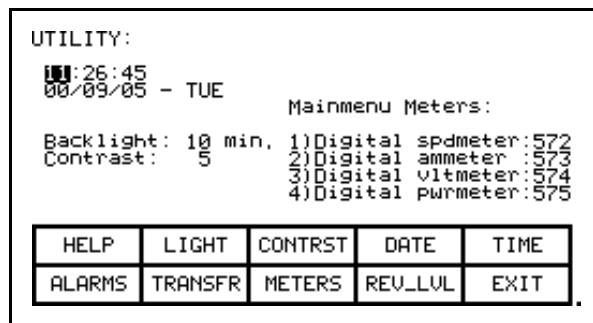 UTILITY:
11:26:45
00/09/05 - TUE
Mainmenu Meters:
Backlight: 10 min. 1)Digital spdmeter:572
Contrast: 5 2)Digital ammeter :573
3)Digital vltmeter:574
4)Digital pwrmeter:575
HELP LIGHT CONTRST DATE TIME
ALARMS TRANSFR METERS REV_LVL EXIT